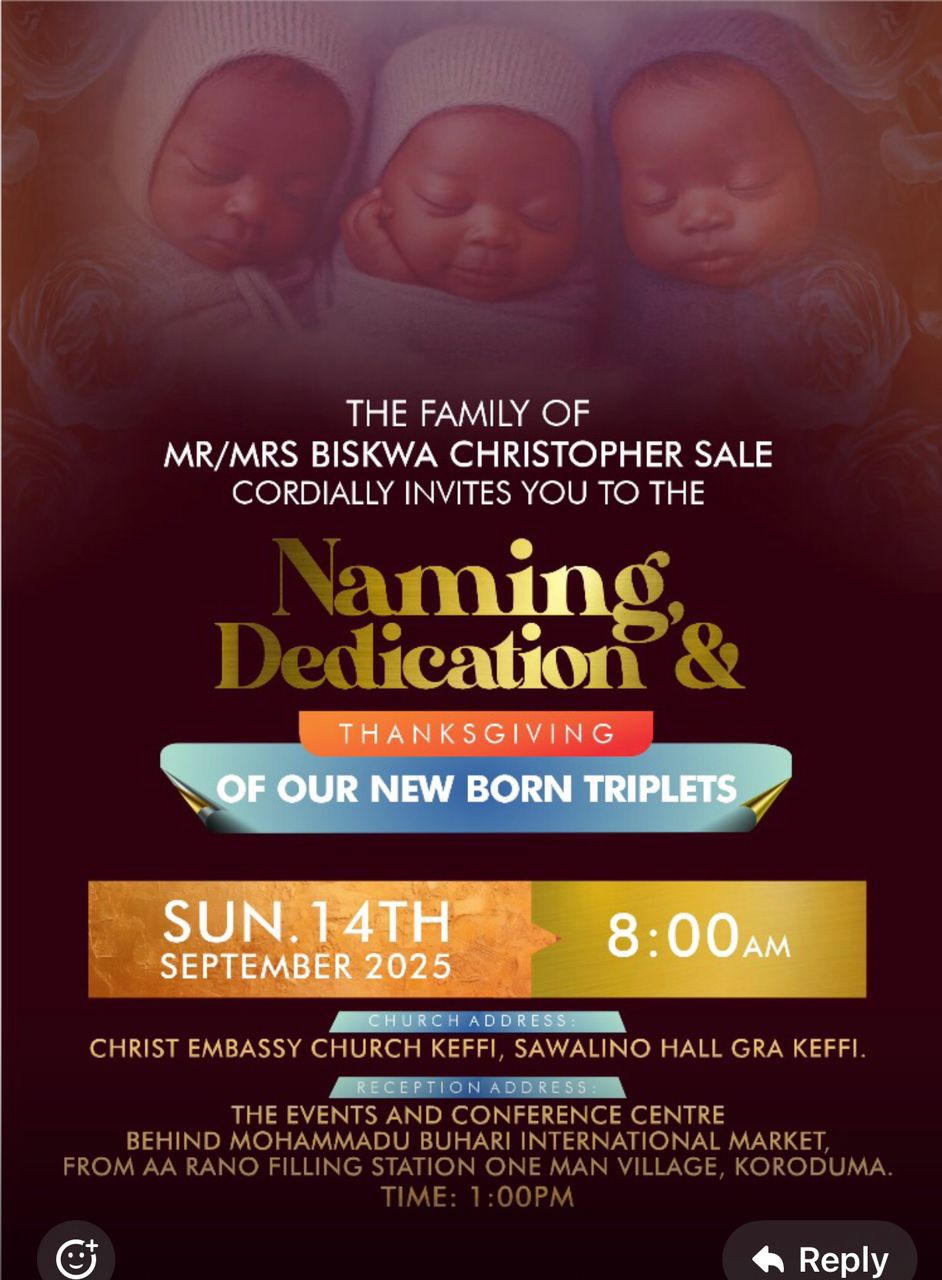 THE FAMILY OF
MR/MRS BISKWA CHRISTOPHER SALE
CORDIALLY INVITES YOU TO THE
Naming,
Dedication &
THANKSGIVING
OF OUR NEW BORN TRIPLETS
SUN.14TH
SEPTEMBER 2025
8:00AM
CHURCH ADDRESS:
CHRIST EMBASSY CHURCH KEFFI, SAWALINO HALL GRA KEFFI.
RECEPTION ADDRESS:
THE EVENTS AND CONFERENCE CENTRE
BEHIND MOHAMMADU BUHARI INTERNATIONAL MARKET,
FROM AA RANO FILLING STATION ONE MAN VILLAGE, KORODUMA.
TIME: 1:00PM
Reply